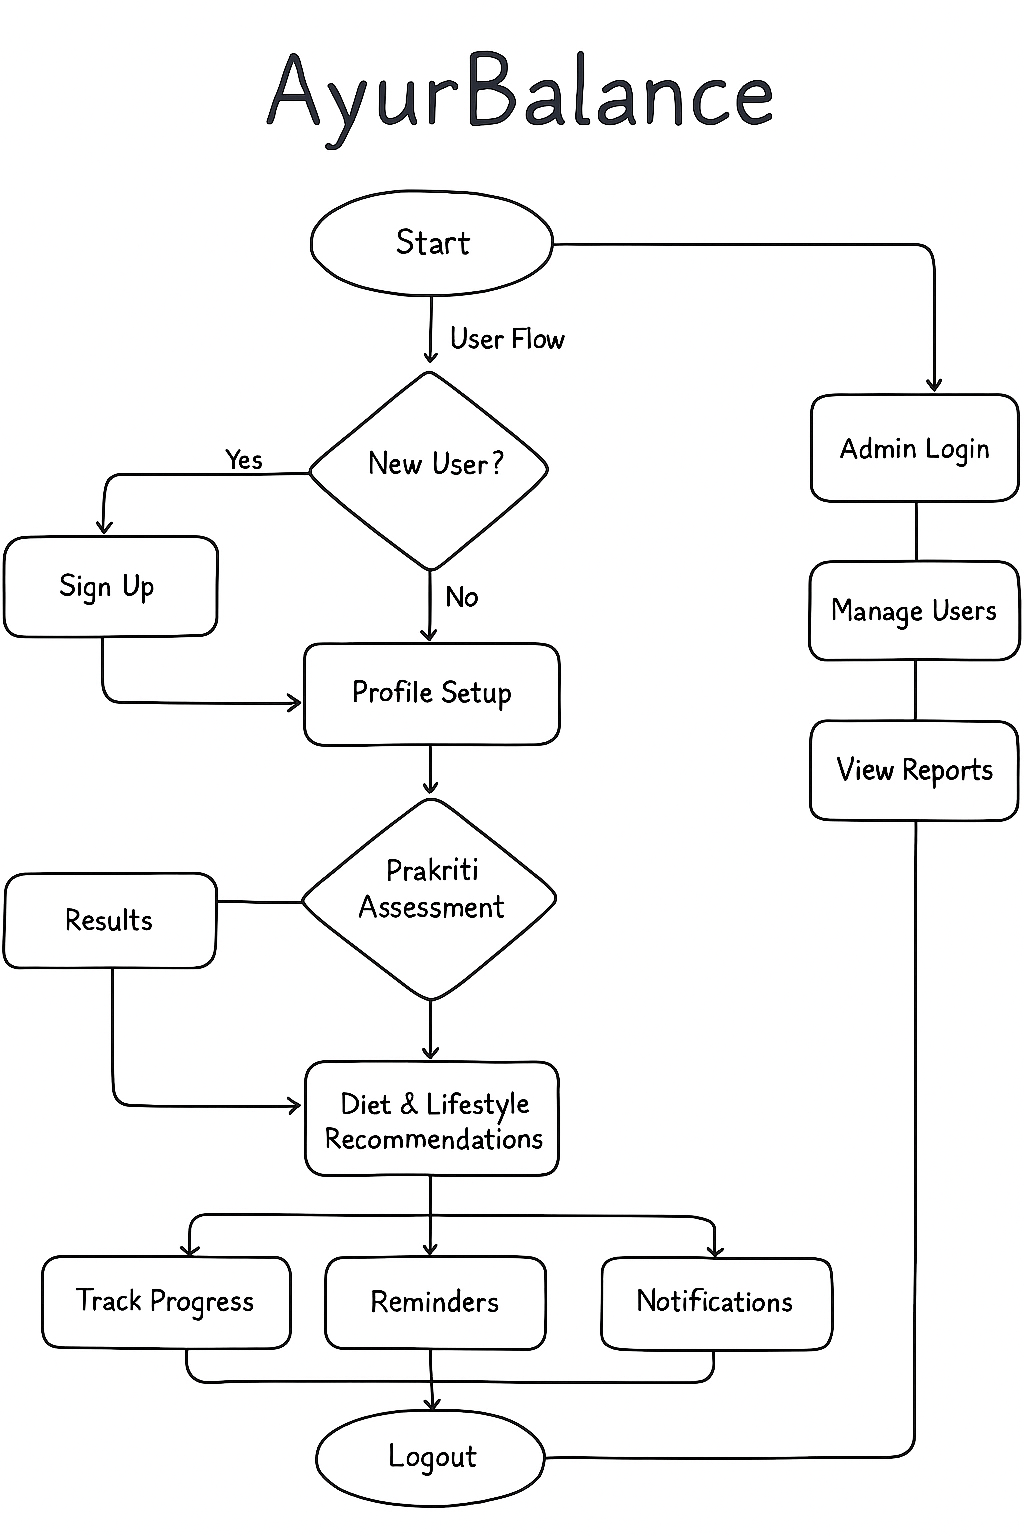 AyurBalance
Start
User Flow
New User?
Yes
Admin Login
Sign Up
No
Manage Users
Profile Setup
View Reports
Prakriti
Assessment
Results
Diet & Lifestyle
Recommendations
Track Progress
Reminders
Notifications
Logout